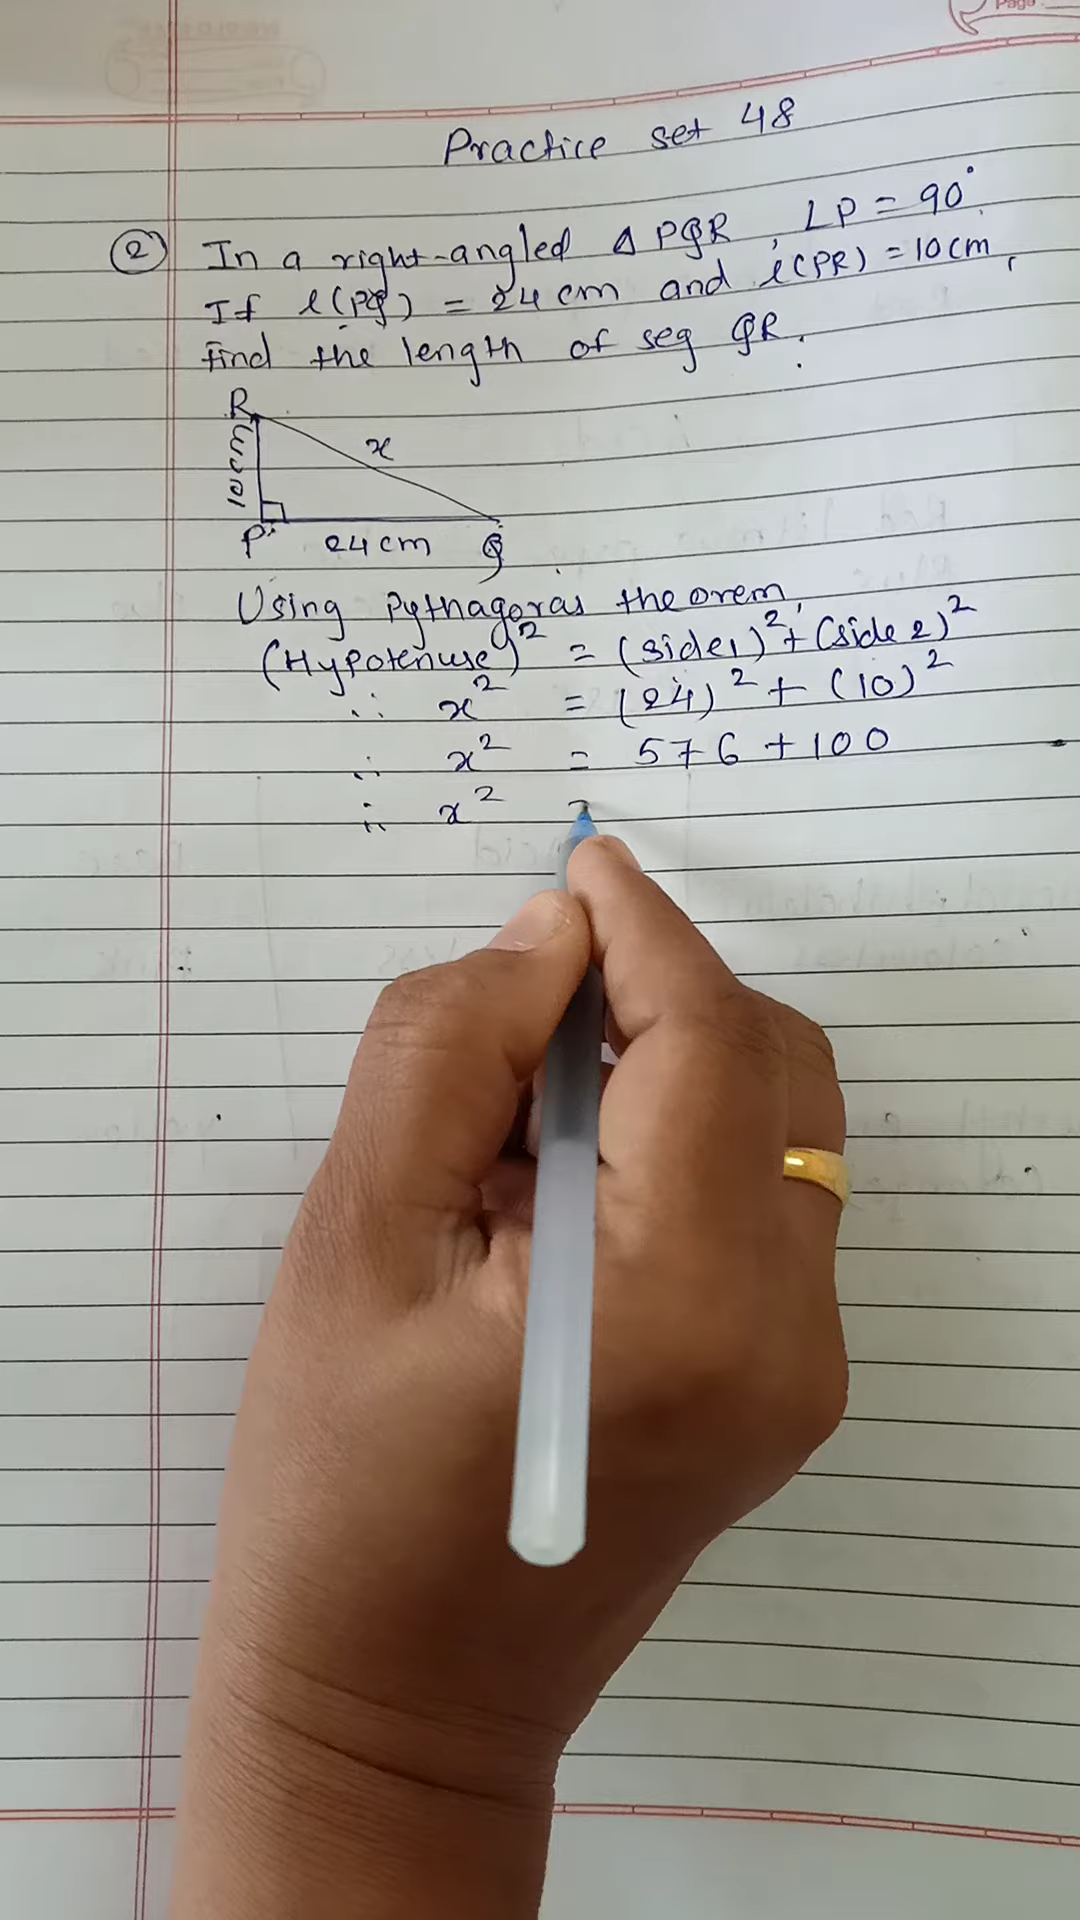 Page
Practice set 48
② In a right-angled △PQR, ∠P = 90°.
If l(PQ) = 24 cm and l(PR) = 10 cm,
find the length of seg QR.
R
x
10 cm
P 24 cm Q
Using Pythagoras theorem,
(Hypotenuse)² = (side1)² + (side 2)²
∴ x² = (24)² + (10)²
∴ x² = 576 + 100
∴ x² =